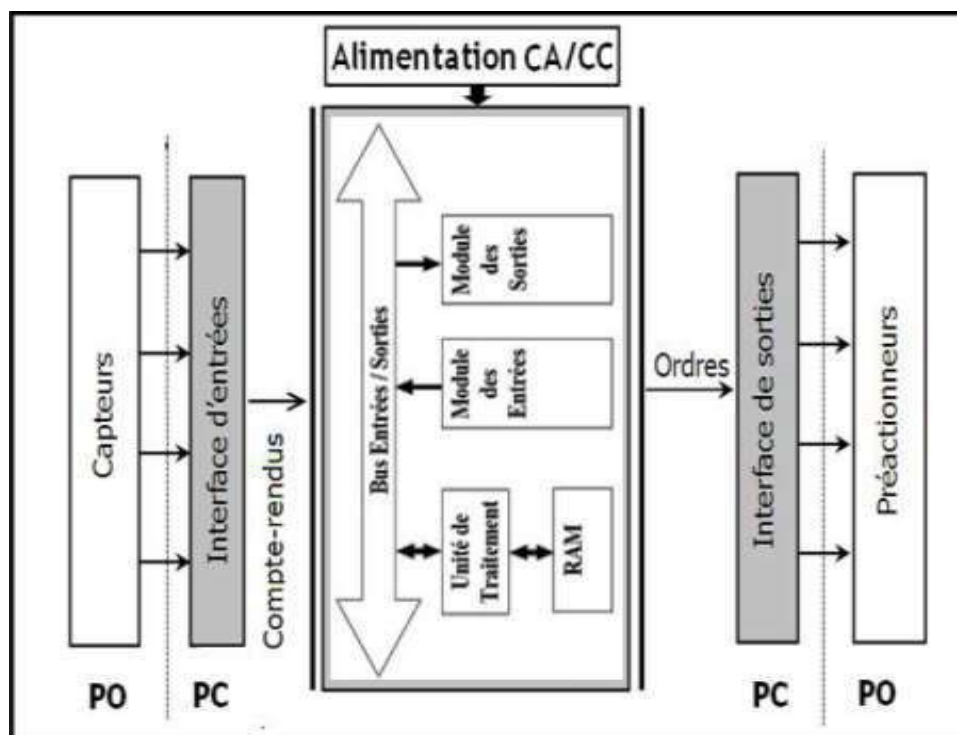 Alimentation CA/CC
Capteurs
Interface d'entrées
Compte-rendus
Bus Entrées / Sorties
Module
des
Sorties
Module
des
Entrées
Unité de
Traitement
RAM
Ordres
Interface de sorties
Préactionneurs
PO
PC
PC
PO